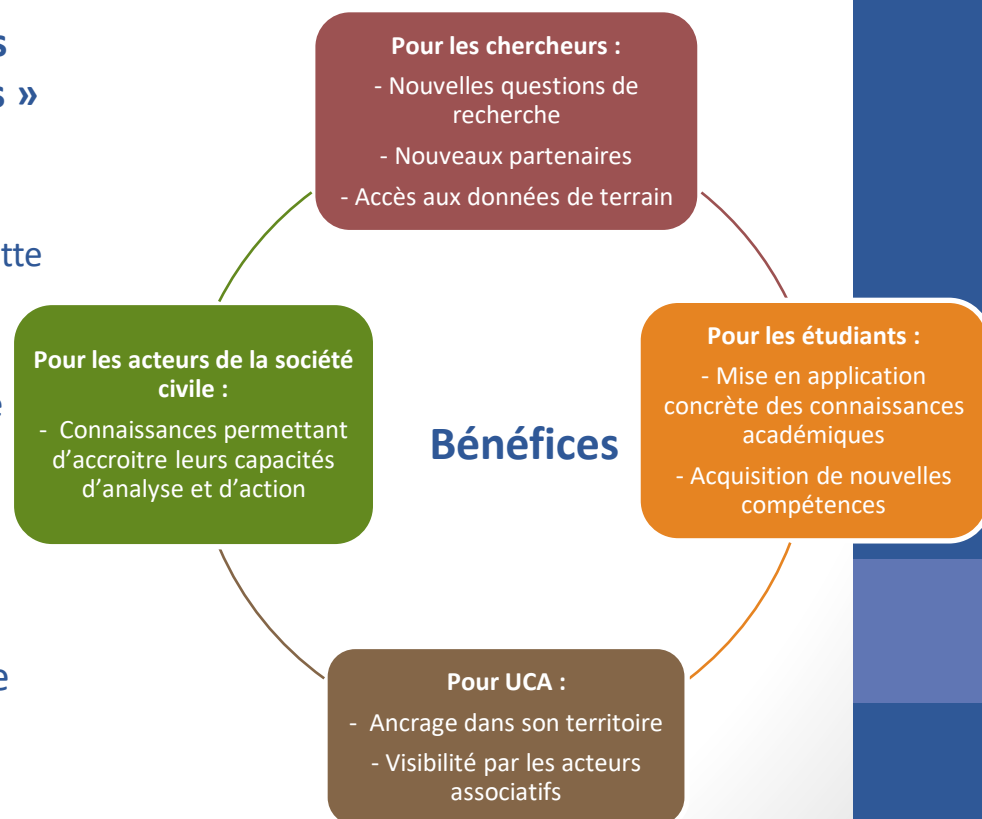 s
s »
tte
e
e
Pour les chercheurs :
- Nouvelles questions de
recherche
- Nouveaux partenaires
- Accès aux données de terrain
Pour les étudiants :
- Mise en application
concrète des connaissances
académiques
- Acquisition de nouvelles
compétences
Bénéfices
Pour les acteurs de la société
civile :
- Connaissances permettant
d’accroitre leurs capacités
d’analyse et d’action
Pour UCA :
- Ancrage dans son territoire
- Visibilité par les acteurs
associatifs